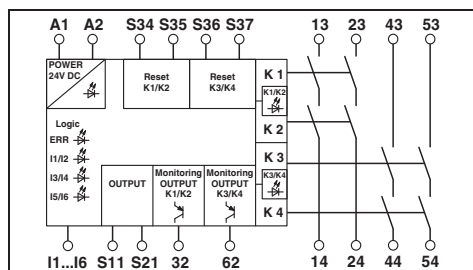 A1 A2 S34 S35 S36 S37 13 23 43 53
POWER
24V DC
Reset
K1/K2
Reset
K3/K4
K 1
K1/K2
K 2
K 3
K3/K4
K 4
Logic
ERR
I1/I2
I3/I4
I5/I6
OUTPUT
Monitoring
OUTPUT
K1/K2
Monitoring
OUTPUT
K3/K4
I1...I6 S11 S21 32 62 14 24 44 54